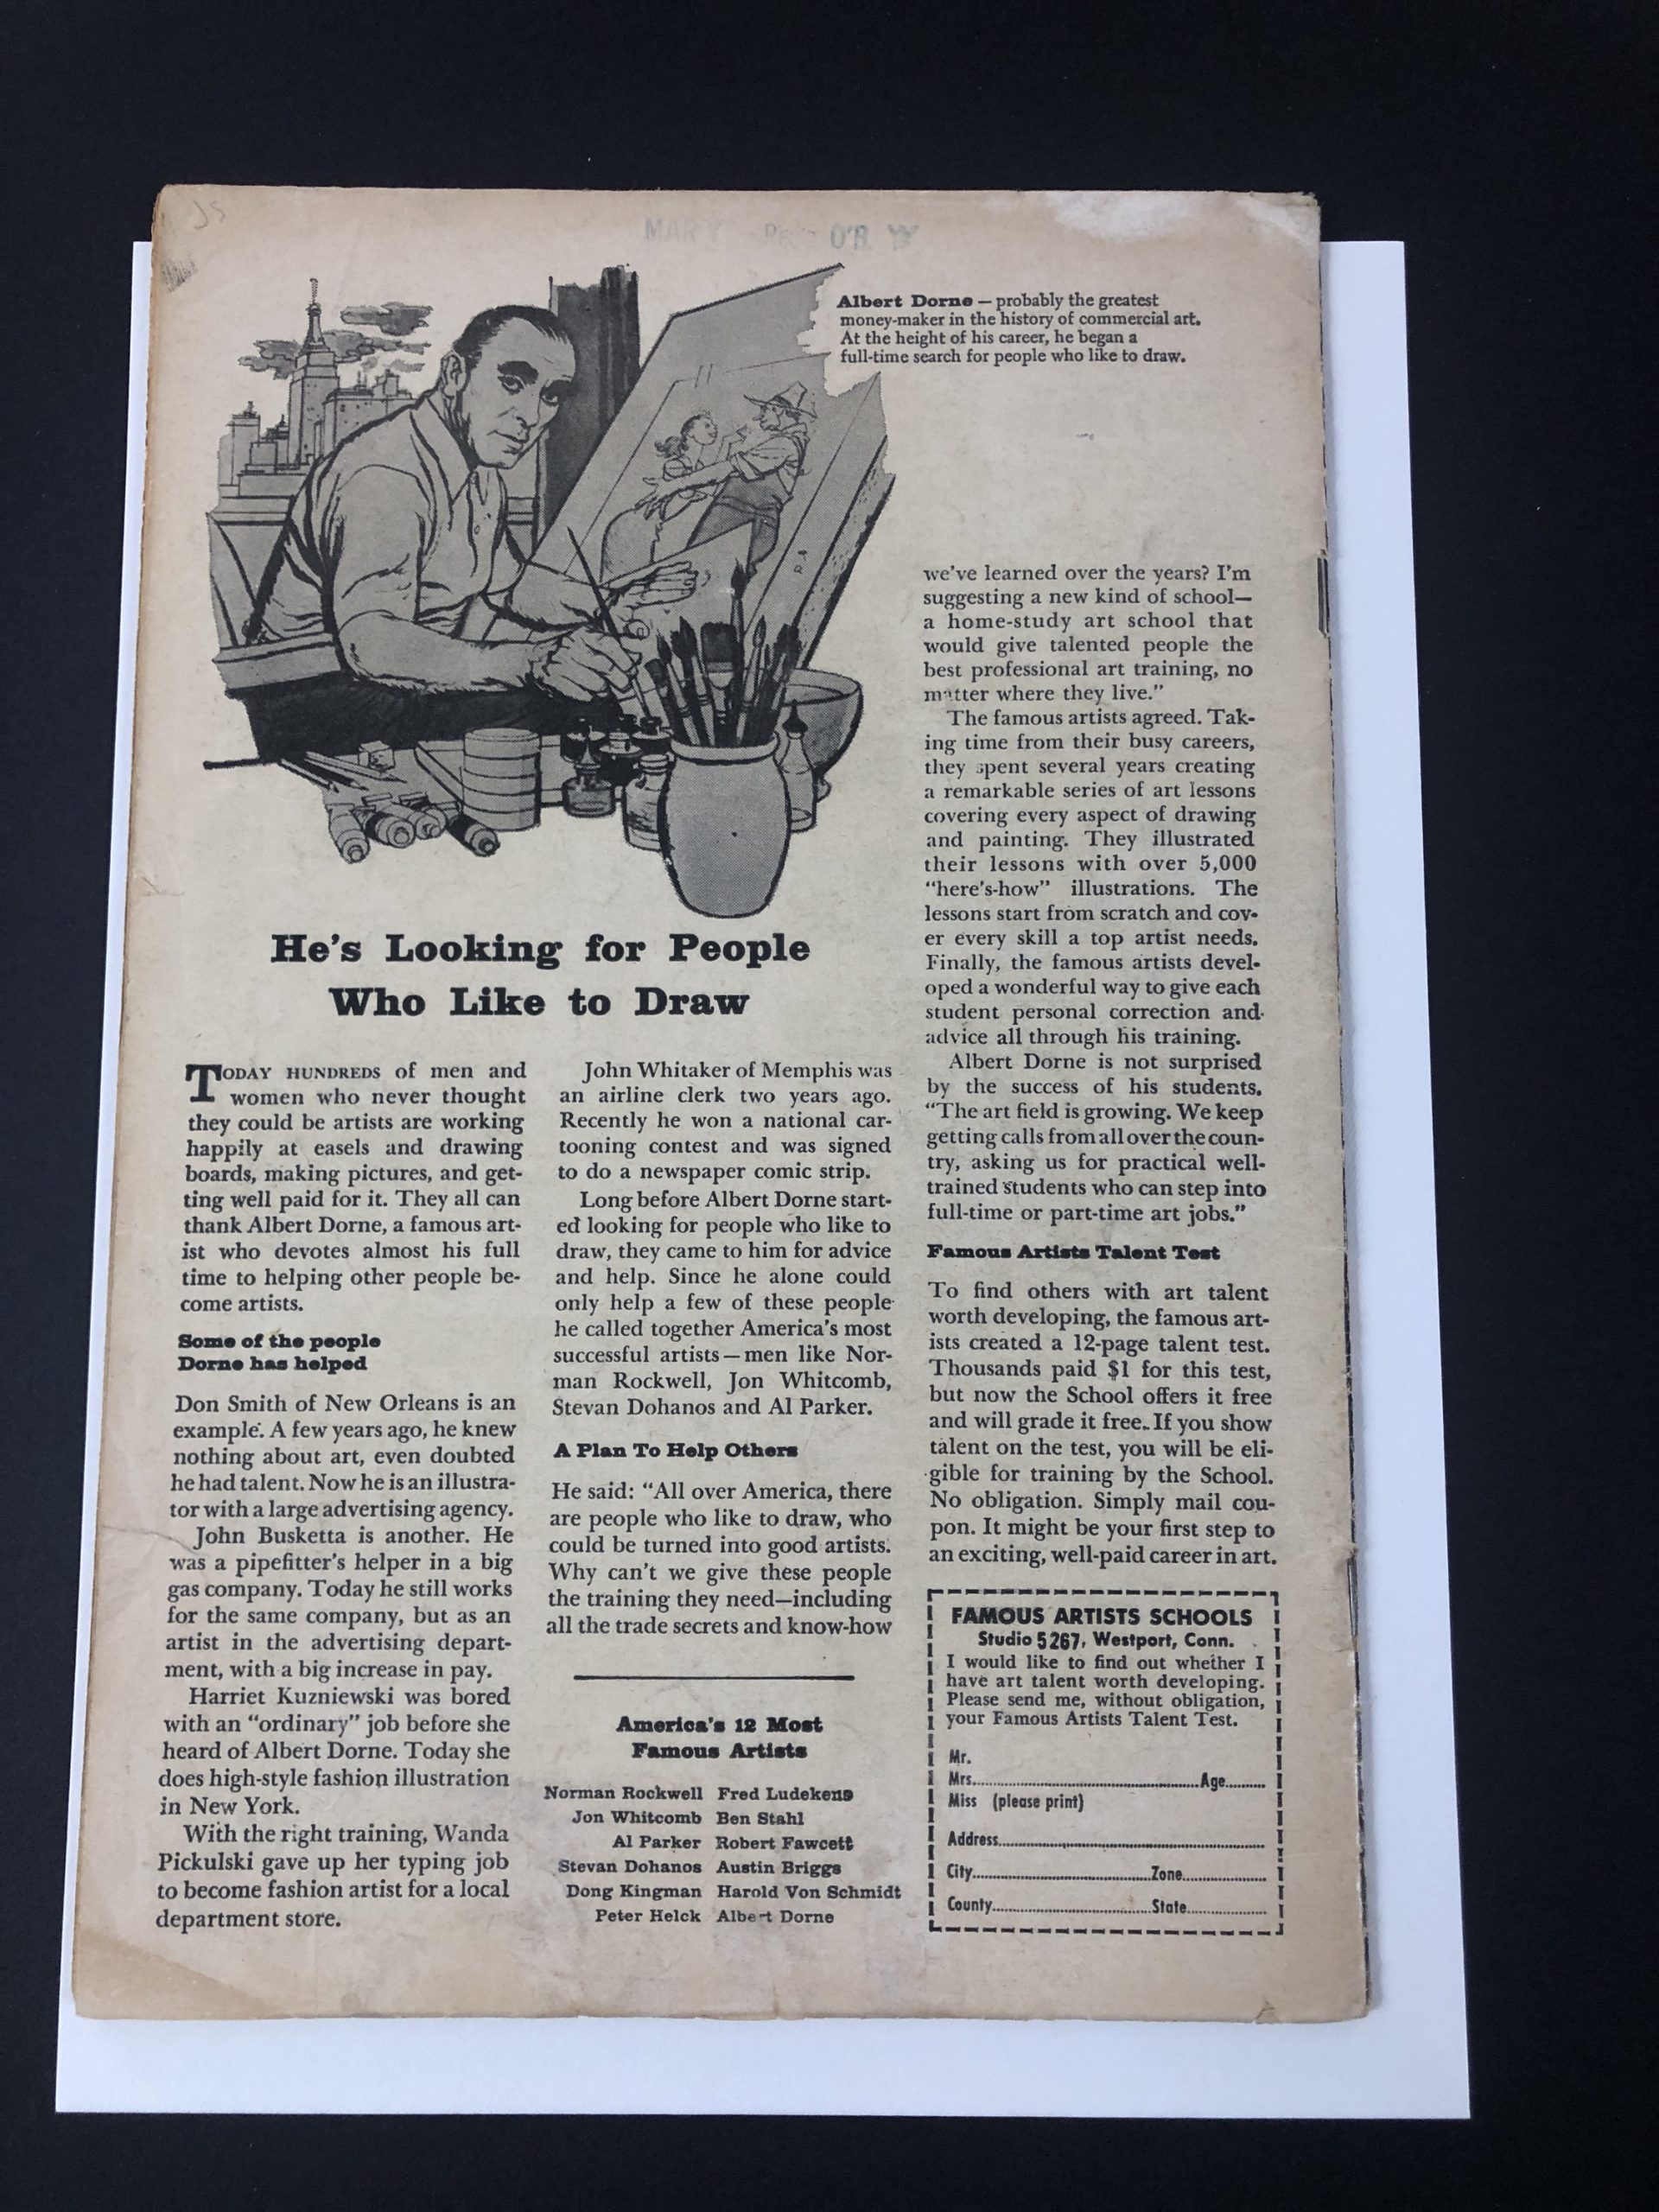 JS
MARY O'B. W
Albert Dorne — probably the greatest
money-maker in the history of commercial art.
At the height of his career, he began a
full-time search for people who like to draw.
He's Looking for People
Who Like to Draw
TODAY HUNDREDS of men and
women who never thought
they could be artists are working
happily at easels and drawing
boards, making pictures, and get-
ting well paid for it. They all can
thank Albert Dorne, a famous art-
ist who devotes almost his full
time to helping other people be-
come artists.
Some of the people
Dorne has helped
Don Smith of New Orleans is an
example. A few years ago, he knew
nothing about art, even doubted
he had talent. Now he is an illustra-
tor with a large advertising agency.
John Busketta is another. He
was a pipefitter's helper in a big
gas company. Today he still works
for the same company, but as an
artist in the advertising depart-
ment, with a big increase in pay.
Harriet Kuzniewski was bored
with an "ordinary" job before she
heard of Albert Dorne. Today she
does high-style fashion illustration
in New York.
With the right training, Wanda
Pickulski gave up her typing job
to become fashion artist for a local
department store.
John Whitaker of Memphis was
an airline clerk two years ago.
Recently he won a national car-
tooning contest and was signed
to do a newspaper comic strip.
Long before Albert Dorne start-
ed looking for people who like to
draw, they came to him for advice
and help. Since he alone could
only help a few of these people
he called together America's most
successful artists—men like Nor-
man Rockwell, Jon Whitcomb,
Stevan Dohanos and Al Parker.
A Plan To Help Others
He said: "All over America, there
are people who like to draw, who
could be turned into good artists.
Why can't we give these people
the training they need—including
all the trade secrets and know-how
America's 12 Most
Famous Artists
Norman Rockwell Fred Ludekens
Jon Whitcomb Ben Stahl
Al Parker Robert Fawcett
Stevan Dohanos Austin Briggs
Dong Kingman Harold Von Schmidt
Peter Helck Albert Dorne
we've learned over the years? I'm
suggesting a new kind of school—
a home-study art school that
would give talented people the
best professional art training, no
matter where they live."
The famous artists agreed. Tak-
ing time from their busy careers,
they spent several years creating
a remarkable series of art lessons
covering every aspect of drawing
and painting. They illustrated
their lessons with over 5,000
"here's-how" illustrations. The
lessons start from scratch and cov-
er every skill a top artist needs.
Finally, the famous artists devel-
oped a wonderful way to give each
student personal correction and
advice all through his training.
Albert Dorne is not surprised
by the success of his students.
"The art field is growing. We keep
getting calls from all over the coun-
try, asking us for practical well-
trained students who can step into
full-time or part-time art jobs."
Famous Artists Talent Test
To find others with art talent
worth developing, the famous art-
ists created a 12-page talent test.
Thousands paid $1 for this test,
but now the School offers it free
and will grade it free. If you show
talent on the test, you will be eli-
gible for training by the School.
No obligation. Simply mail cou-
pon. It might be your first step to
an exciting, well-paid career in art.
FAMOUS ARTISTS SCHOOLS
Studio 5267, Westport, Conn.
I would like to find out whether I
have art talent worth developing.
Please send me, without obligation,
your Famous Artists Talent Test.
Mr.
Mrs..........Age..........
Miss (please print)
Address..........
City..........Zone..........
County..........State..........